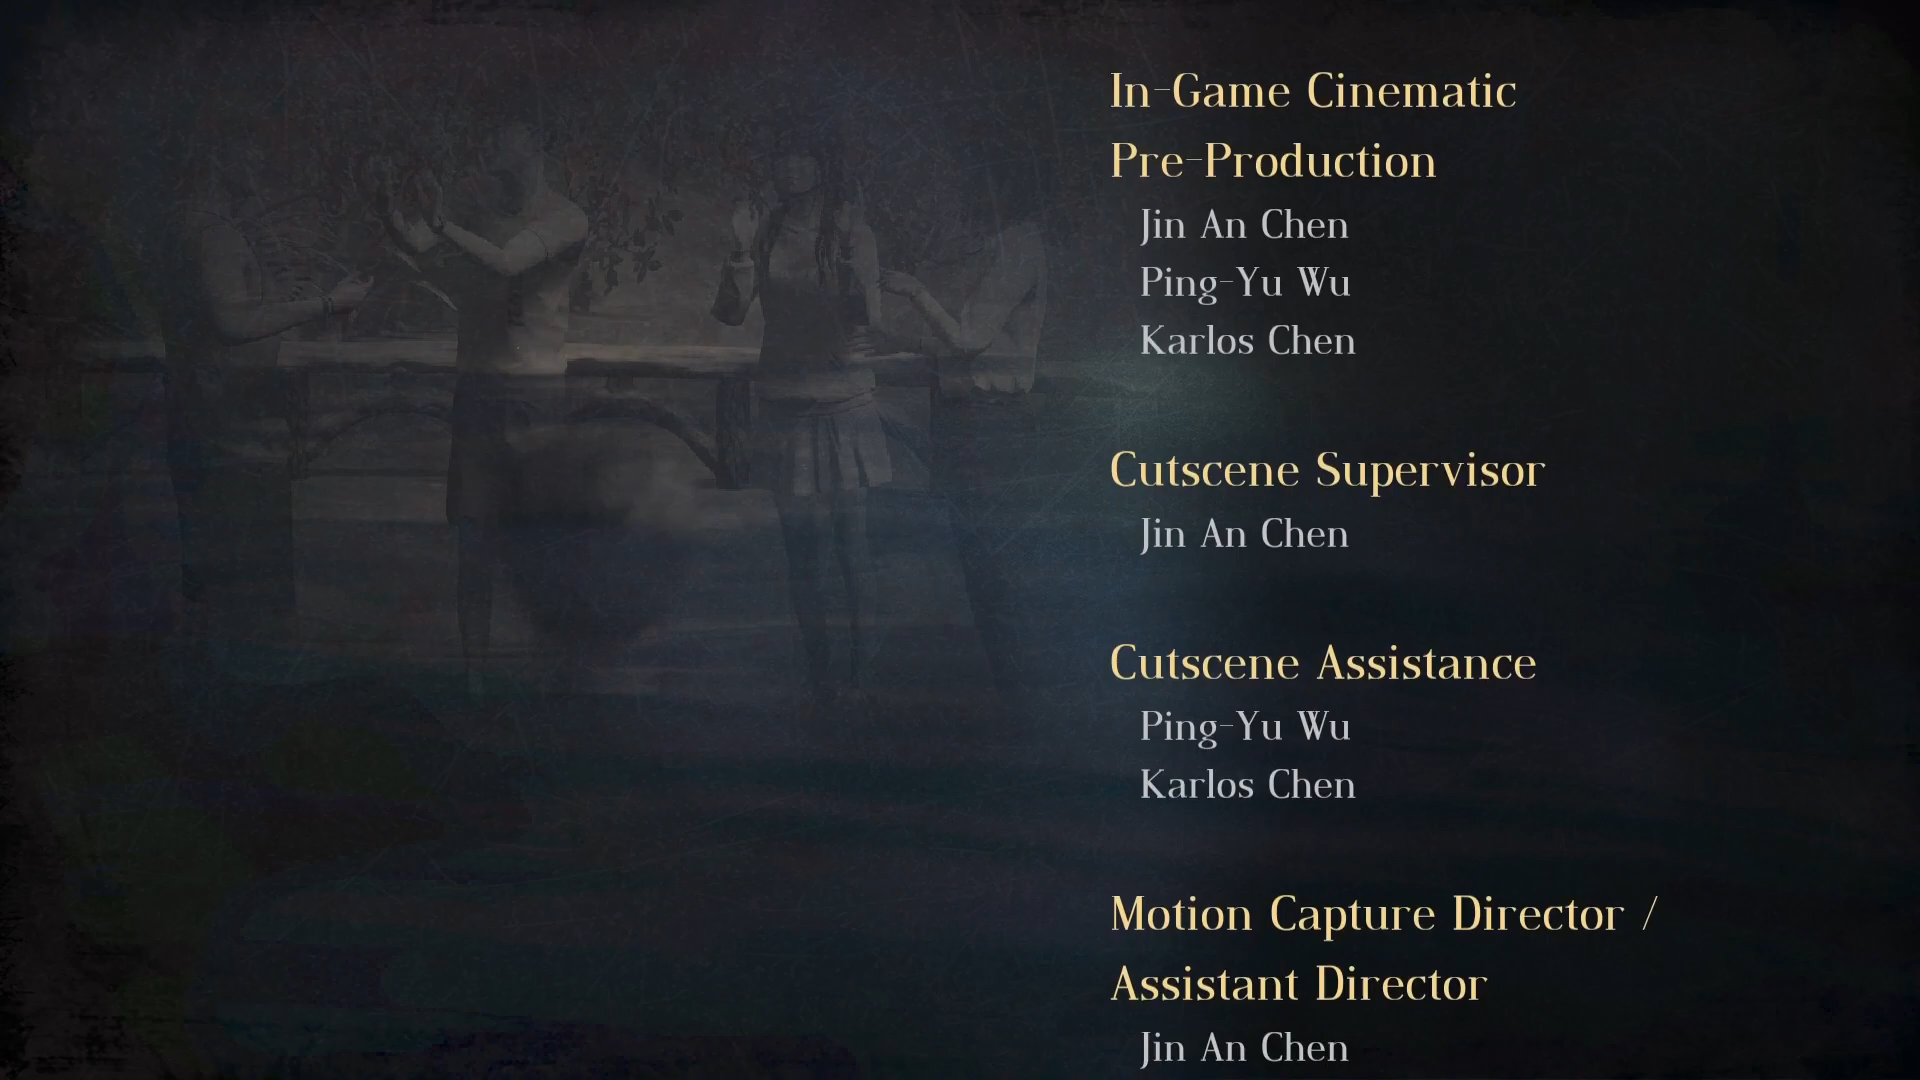 In-Game Cinematic
Pre-Production
Jin An Chen
Ping-Yu Wu
Karlos Chen
Cutscene Supervisor
Jin An Chen
Cutscene Assistance
Ping-Yu Wu
Karlos Chen
Motion Capture Director /
Assistant Director
Jin An Chen